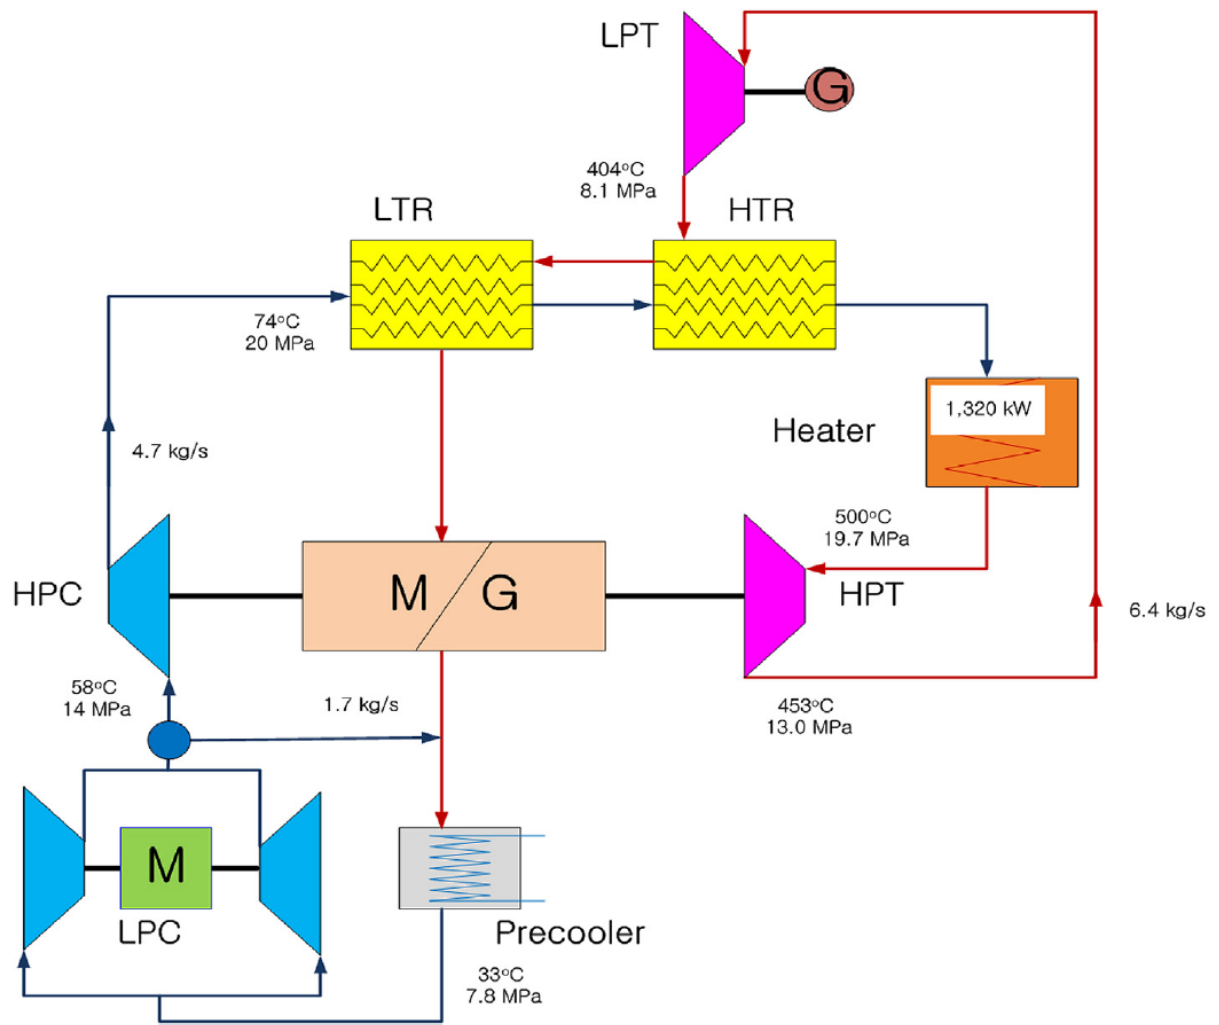 LPT
G
404°C
8.1 MPa
LTR
HTR
74°C
20 MPa
1,320 kW
Heater
4.7 kg/s
500°C
19.7 MPa
HPC
M
G
HPT
6.4 kg/s
58°C
14 MPa
1.7 kg/s
453°C
13.0 MPa
M
LPC
Precooler
33°C
7.8 MPa